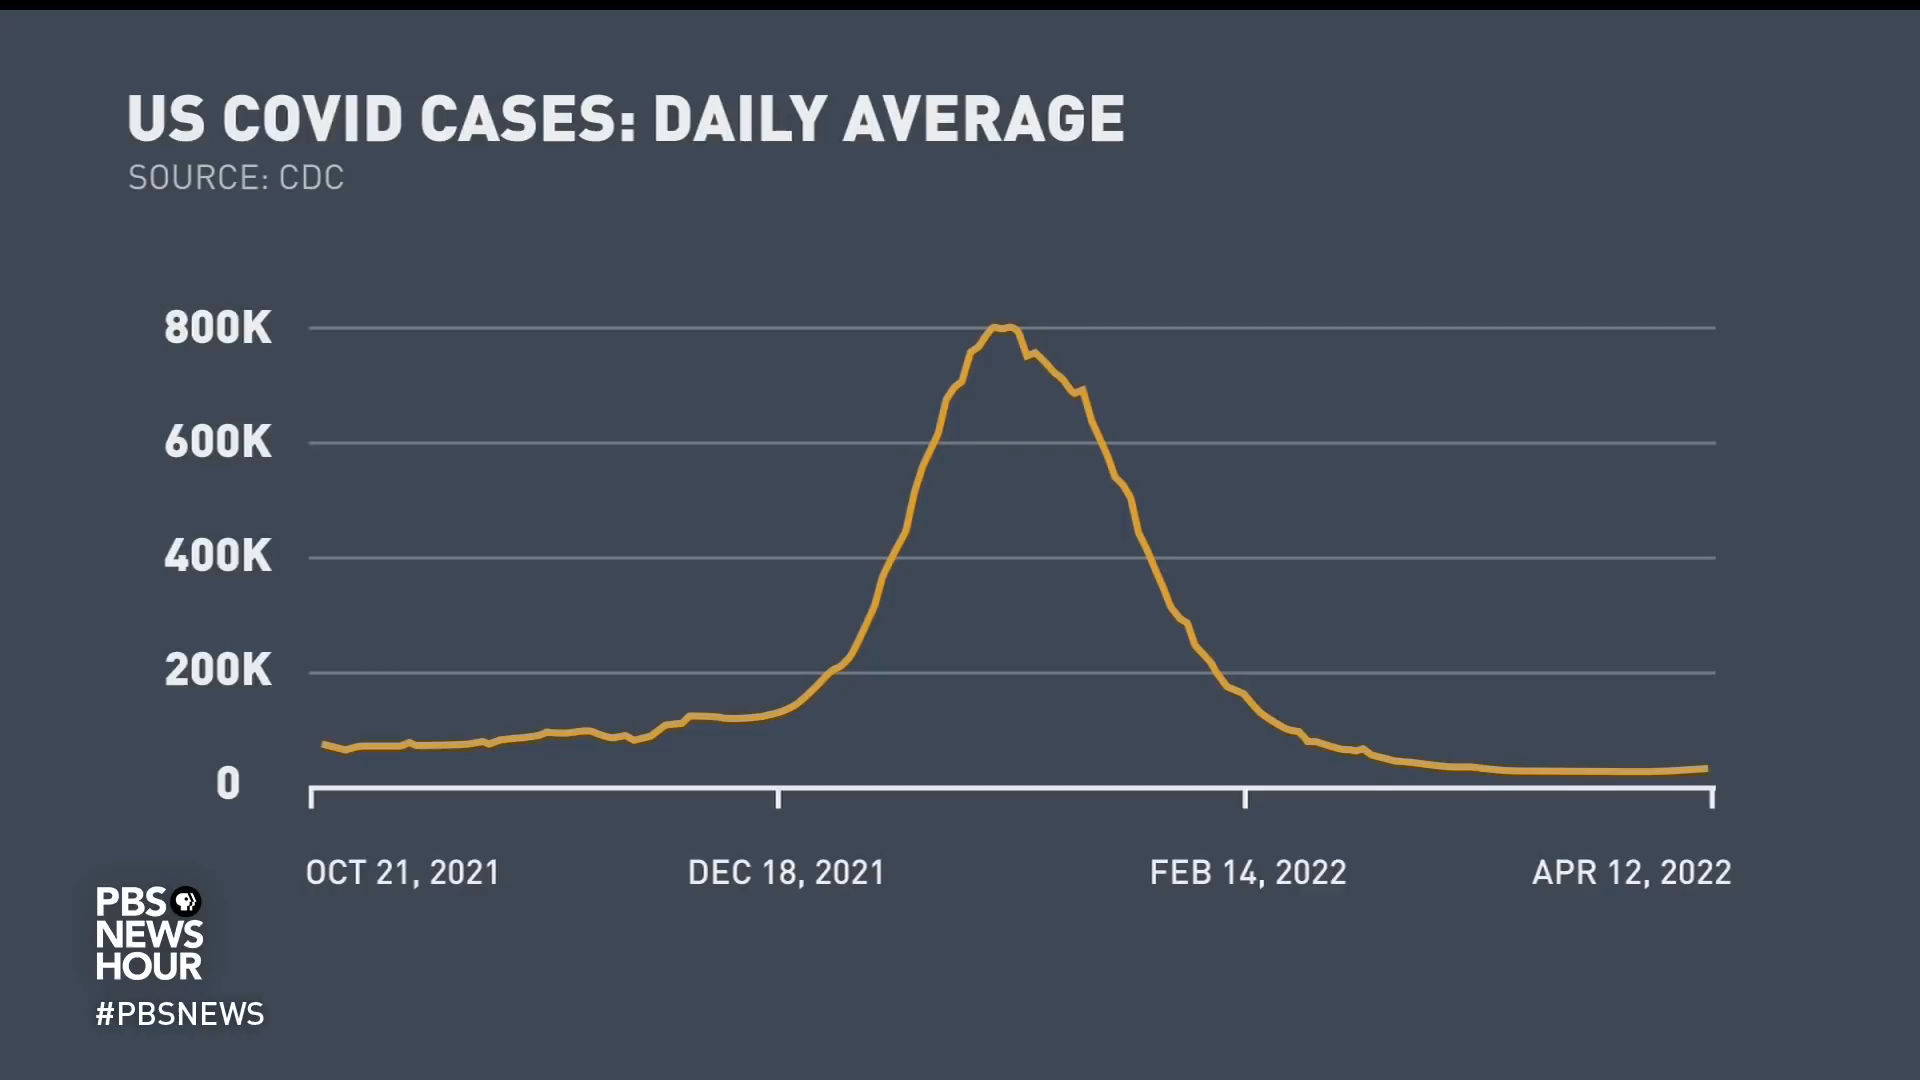 US COVID CASES: DAILY AVERAGE
SOURCE: CDC
800K
600K
400K
200K
0
OCT 21, 2021 DEC 18, 2021 FEB 14, 2022 APR 12, 2022
PBS
NEWS
HOUR
#PBSNEWS